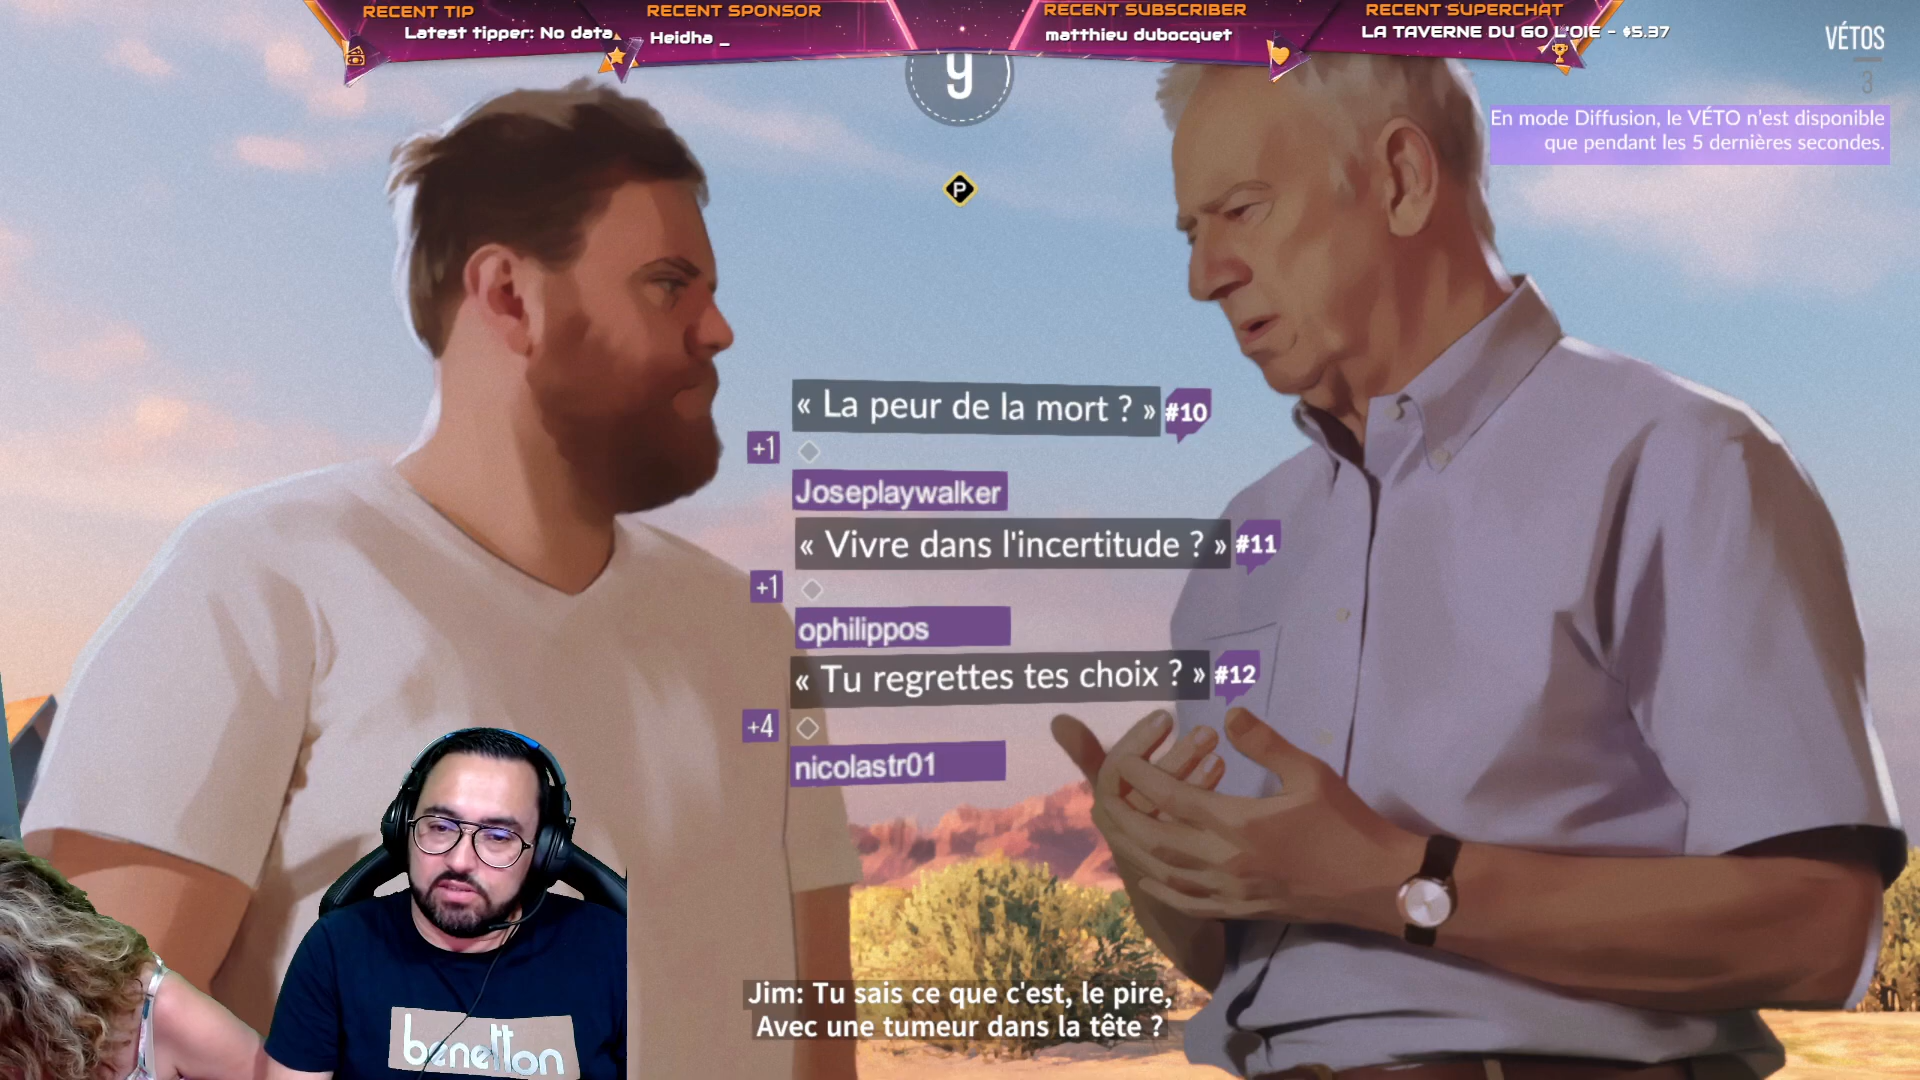 RECENT TIP
Latest tipper: No data
RECENT SPONSOR
Heidha _
RECENT SUBSCRIBER
matthieu dubocquet
RECENT SUPERCHAT
LA TAVERNE DU GO L'OIE - $5.37
VÉTOS
3
9
En mode Diffusion, le VÉTO n'est disponible
que pendant les 5 dernières secondes.
P
« La peur de la mort ? » #10
+1
Joseplaywalker
« Vivre dans l'incertitude ? » #11
+1
ophilippos
« Tu regrettes tes choix ? » #12
+4
nicolastr01
Jim: Tu sais ce que c'est, le pire,
Avec une tumeur dans la tête ?
benetton